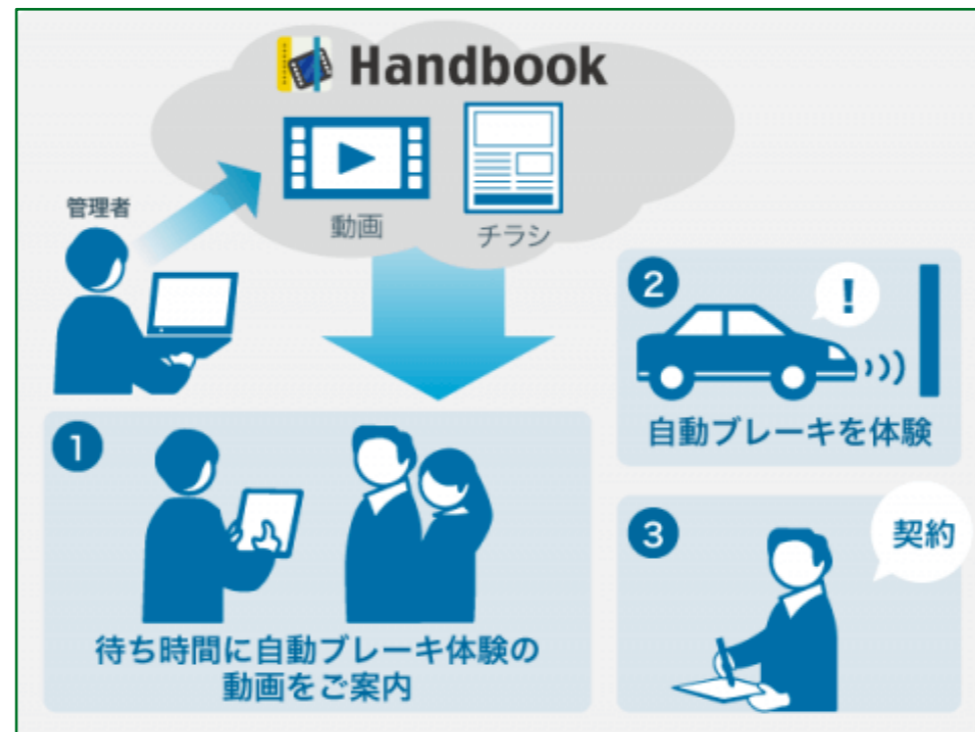 Handbook
動画
チラシ
管理者
1
待ち時間に自動ブレーキ体験の
動画をご案内
2
!
自動ブレーキを体験
3
契約